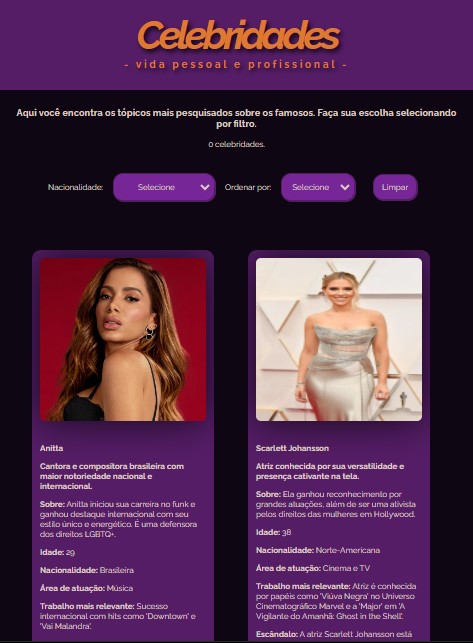 Celebridades
- vida pessoal e profissional -
Aqui você encontra os tópicos mais pesquisados sobre os famosos. Faça sua escolha selecionando
por filtro.
0 celebridades.
Nacionalidade: Selecione Ordenar por: Selecione Limpar
Anitta
Cantora e compositora brasileira com
maior notoriedade nacional e
internacional.
Sobre: Anitta iniciou sua carreira no funk e
ganhou destaque internacional com seu
estilo único e energético. É uma defensora
dos direitos LGBTQ+.
Idade: 29
Nacionalidade: Brasileira
Área de atuação: Música
Trabalho mais relevante: Sucesso
internacional com hits como 'Downtown' e
'Vai Malandra'.
Scarlett Johansson
Atriz conhecida por sua versatilidade e
presença cativante na tela.
Sobre: Ela ganhou reconhecimento por
grandes atuações, além de ser uma ativista
pelos direitos das mulheres em Hollywood.
Idade: 38
Nacionalidade: Norte-Americana
Área de atuação: Cinema e TV
Trabalho mais relevante: Atriz é conhecida
por papéis como 'Viúva Negra' no Universo
Cinematográfico Marvel e a 'Major' em 'A
Vigilante do Amanhã: Ghost in the Shell'.
Escândalo: A atriz Scarlett Johansson está